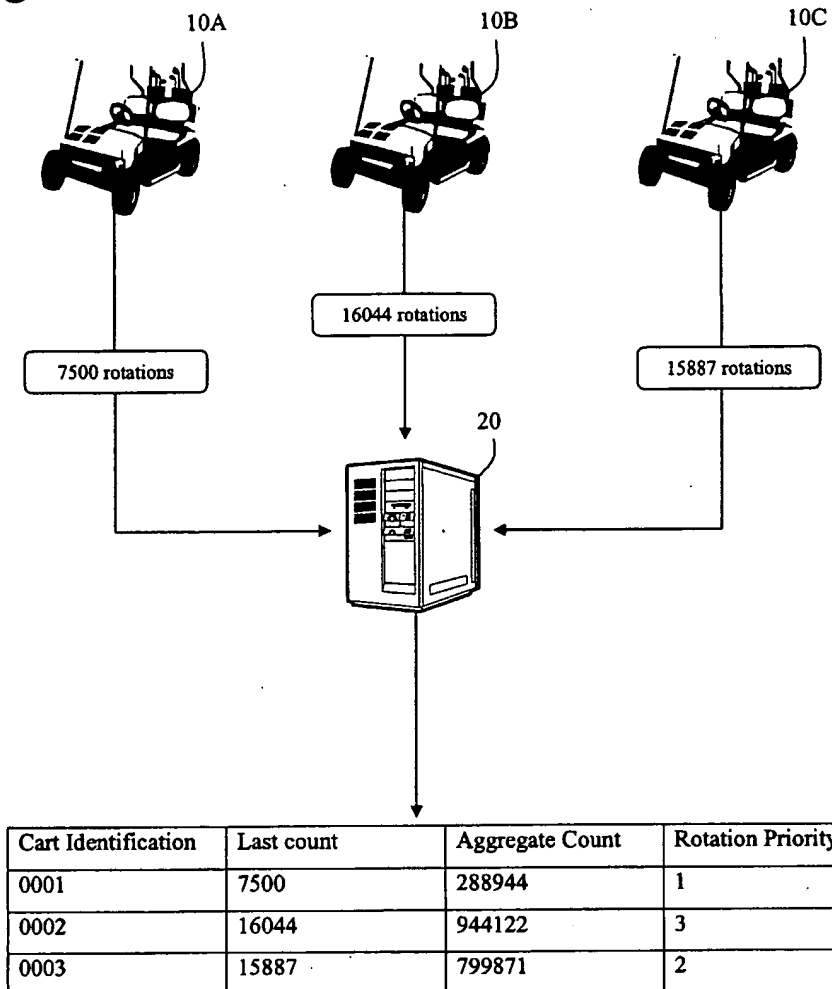 10A
10B
10C
16044 rotations
7500 rotations
15887 rotations
20
Cart Identification Last count Aggregate Count Rotation Priority
0001 7500 288944 1
0002 16044 944122 3
0003 15887 799871 2